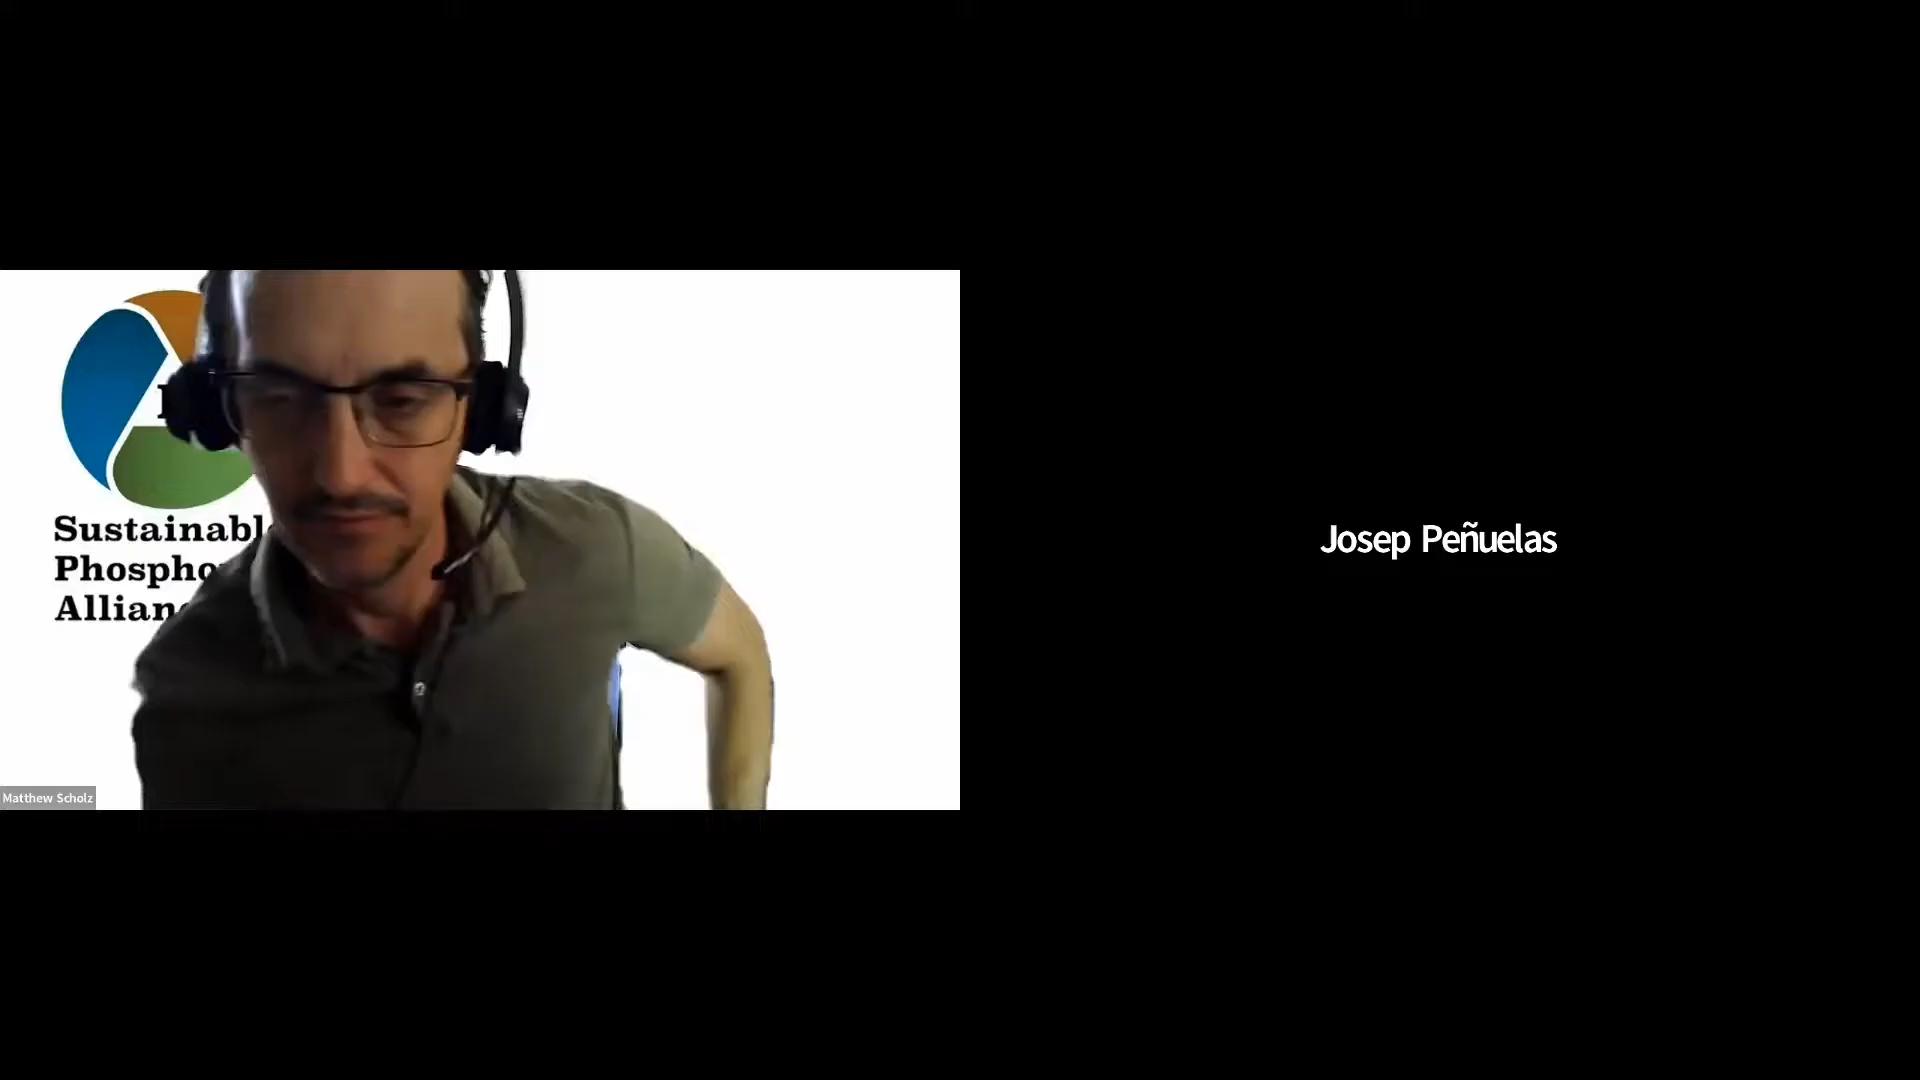 Sustainabl
Phospho
Allian
Matthew Scholz
Josep Peñuelas